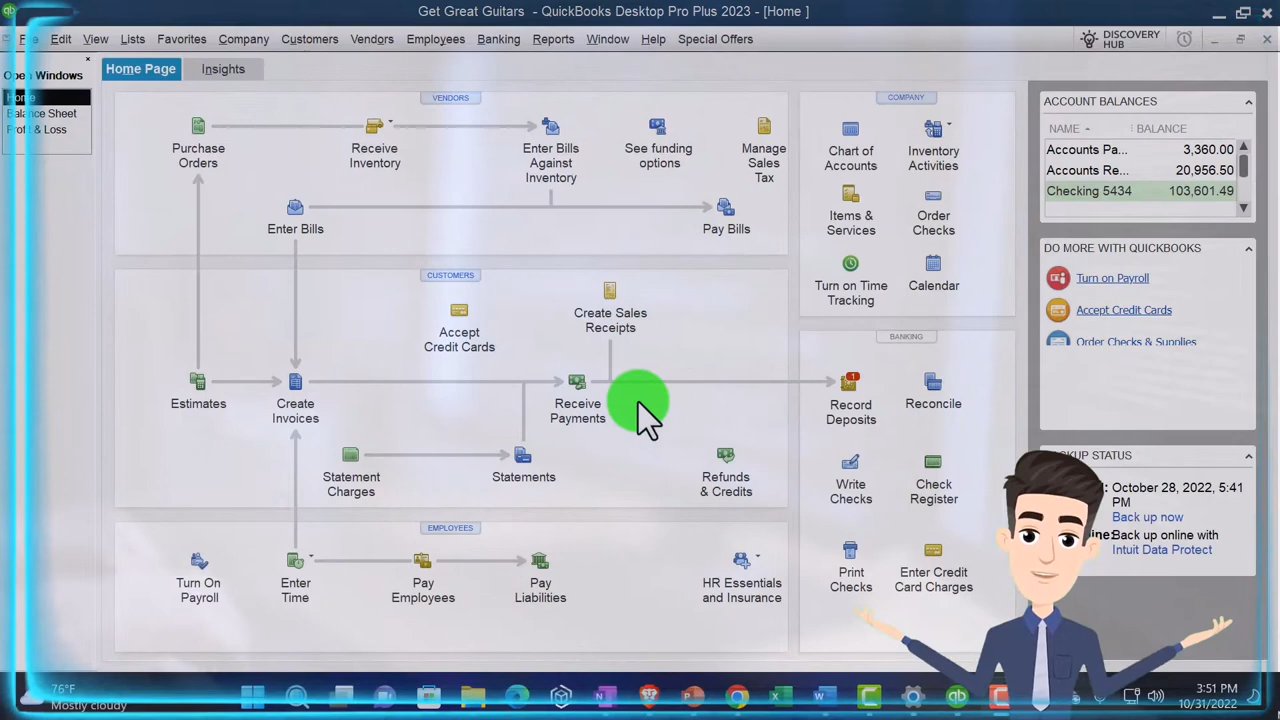 Get Great Guitars - QuickBooks Desktop Pro Plus 2023 - [Home ]
File Edit View Lists Favorites Company Customers Vendors Employees Banking Reports Window Help Special Offers
DISCOVERY
HUB
Open Windows
Home
Balance Sheet
Profit & Loss
Home Page
Insights
VENDORS
Purchase
Orders
Receive
Inventory
Enter Bills
Against
Inventory
See funding
options
Manage
Sales
Tax
Enter Bills
Pay Bills
CUSTOMERS
Accept
Credit Cards
Create Sales
Receipts
Estimates
Create
Invoices
Receive
Payments
Statement
Charges
Statements
Refunds
& Credits
EMPLOYEES
Turn On
Payroll
Enter
Time
Pay
Employees
Pay
Liabilities
HR Essentials
and Insurance
COMPANY
Chart of
Accounts
Inventory
Activities
Items &
Services
Order
Checks
Turn on Time
Tracking
Calendar
BANKING
1
Record
Deposits
Reconcile
Write
Checks
Check
Register
Print
Checks
Enter Credit
Card Charges
ACCOUNT BALANCES
NAME BALANCE
Accounts Pa... 3,360.00
Accounts Re... 20,956.50
Checking 5434 103,601.49
DO MORE WITH QUICKBOOKS
Turn on Payroll
Accept Credit Cards
Order Checks & Supplies
STATUS
October 28, 2022, 5:41
PM
Back up now
Back up online with
Intuit Data Protect
76°F
Mostly cloudy
3:51 PM
10/31/2022